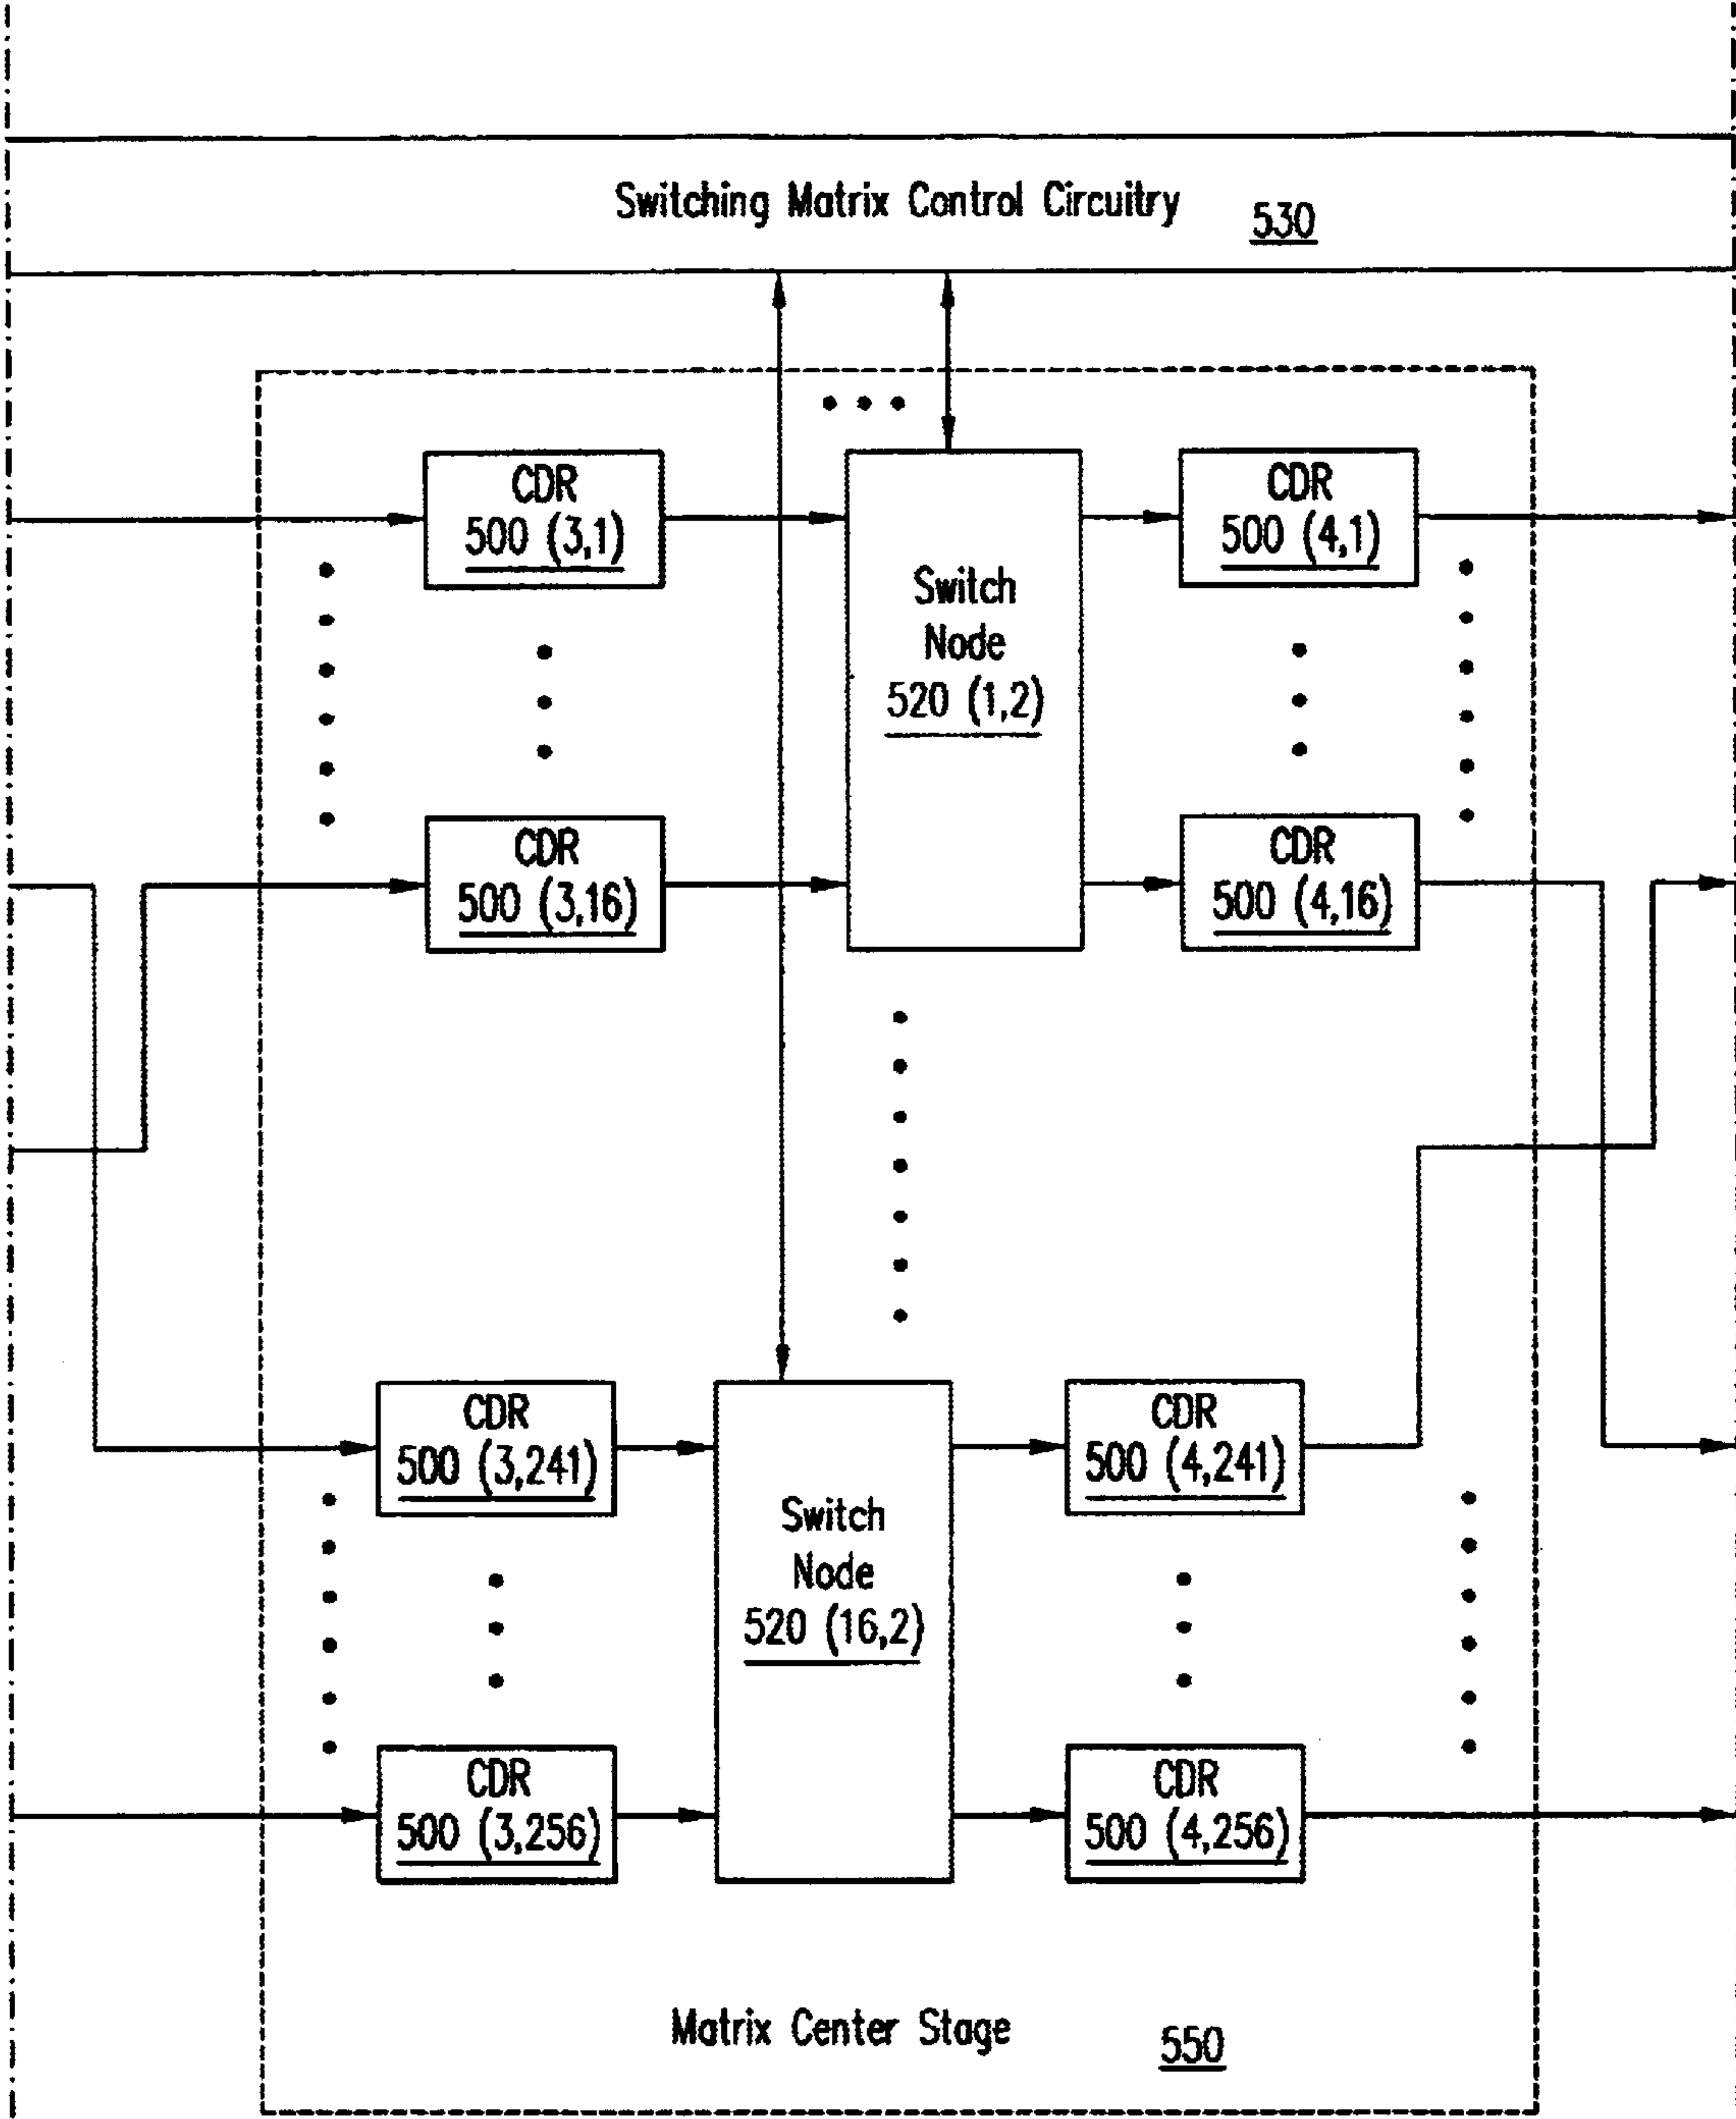 Switching Matrix Control Circuitry 530
CDR
500 (3,1)
Switch
Node
520 (1,2)
CDR
500 (4,1)
CDR
500 (3,16)
CDR
500 (4,16)
CDR
500 (3,241)
Switch
Node
520 (16,2)
CDR
500 (4,241)
CDR
500 (3,256)
CDR
500 (4,256)
Matrix Center Stage 550